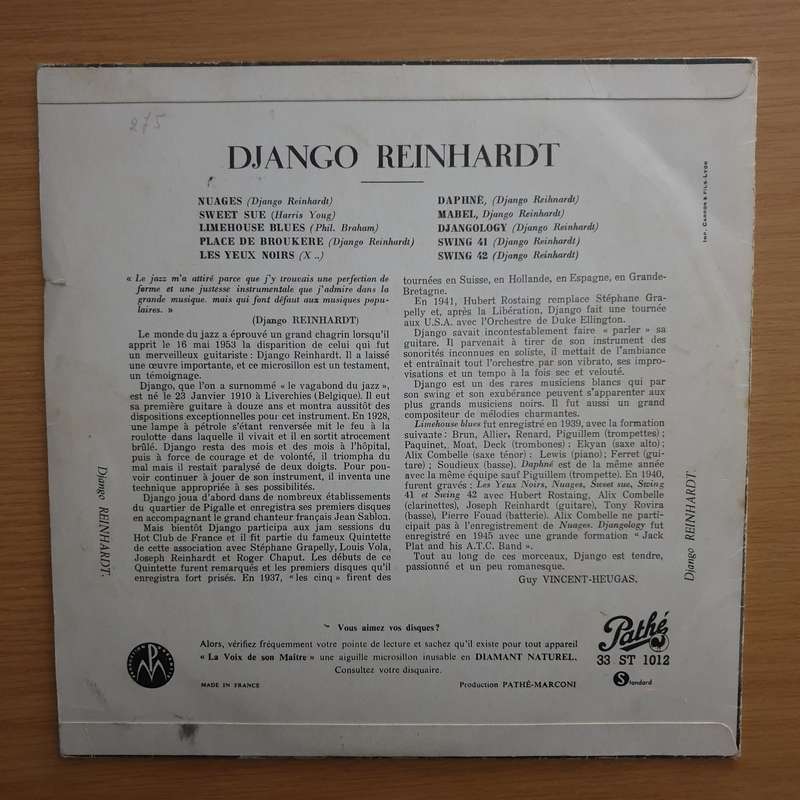 275
DJANGO REINHARDT
NUAGES (Django Reinhardt)
SWEET SUE (Harris Youg)
LIMEHOUSE BLUES (Phil. Braham)
PLACE DE BROUKERE (Django Reinhardt)
LES YEUX NOIRS (X ..)
DAPHNÉ, (Django Reihnardt)
MABEL, Django Reinhardt)
DJANGOLOGY (Django Reinhardt)
SWING 41 (Django Reinhardt)
SWING 42 (Django Reinhardt)
« Le jazz m'a attiré parce que j'y trouvais une perfection de
forme et une justesse instrumentale que j'admire dans la
grande musique. mais qui font défaut aux musiques popu-
laires. »
(Django REINHARDT)
Le monde du jazz a éprouvé un grand chagrin lorsqu'il
apprit le 16 mai 1953 la disparition de celui qui fut
un merveilleux guitariste : Django Reinhardt. Il a laissé
une œuvre importante, et ce microsillon est un testament,
un témoignage.
Django, que l'on a surnommé « le vagabond du jazz »,
est né le 23 Janvier 1910 à Liverchies (Belgique). Il eut
sa première guitare à douze ans et montra aussitôt des
dispositions exceptionnelles pour cet instrument. En 1928,
une lampe à pétrole s'étant renversée mit le feu à la
roulotte dans laquelle il vivait et il en sortit atrocement
brûlé. Django resta des mois et des mois à l'hôpital,
puis à force de courage et de volonté, il triompha du
mal mais il restait paralysé de deux doigts. Pour pou-
voir continuer à jouer de son instrument, il inventa une
technique appropriée à ses possibilités.
Django joua d'abord dans de nombreux établissements
du quartier de Pigalle et enregistra ses premiers disques
en accompagnant le grand chanteur français Jean Sablon.
Mais bientôt Django participa aux jam sessions du
Hot Club de France et il fit partie du fameux Quintette
de cette association avec Stéphane Grapelly, Louis Vola,
Joseph Reinhardt et Roger Chaput. Les débuts de ce
Quintette furent remarqués et les premiers disques qu'il
enregistra fort prisés. En 1937, “les cinq” firent des
tournées en Suisse, en Hollande, en Espagne, en Grande-
Bretagne.
En 1941, Hubert Rostaing remplace Stéphane Gra-
pelly et, après la Libération, Django fait une tournée
aux U.S.A. avec l'Orchestre de Duke Ellington.
Django savait incontestablement faire « parler » sa
guitare. Il parvenait à tirer de son instrument des
sonorités inconnues en soliste, il mettait de l'ambiance
et entraînait tout l'orchestre par son vibrato, ses impro-
visations et un tempo à la fois sec et velouté.
Django est un des rares musiciens blancs qui par
son swing et son exubérance peuvent s'apparenter aux
plus grands musiciens noirs. Il fut aussi un grand
compositeur de mélodies charmantes.
Limehouse blues fut enregistré en 1939, avec la formation
suivante : Brun, Allier, Renard, Piguillem (trompettes) ;
Paquinet, Moat, Deck (trombones) ; Ekyan (saxe alto) ;
Alix Combelle (saxe ténor) : Lewis (piano) ; Ferret (gui-
tare) ; Soudieux (basse). Daphné est de la même année
avec la même équipe sauf Piguillem (trompette). En 1940,
furent gravés : Les Yeux Noirs, Nuages, Sweet sue, Swing
41 et Swing 42 avec Hubert Rostaing, Alix Combelle
(clarinettes), Joseph Reinhardt (guitare), Tony Rovira
(basse), Pierre Fouad (batterie). Alix Combelle ne parti-
cipait pas à l'enregistrement de Nuages. Djangology fut
enregistré en 1945 avec une grande formation “Jack
Plat and his A.T.C. Band ».
Tout au long de ces morceaux, Django est tendre,
passionné et un peu romanesque.
Guy VINCENT-HEUGAS.
Django REINHARDT.
Django REINHARDT.
IMP. CARRON & FILS-LYON
Vous aimez vos disques ?
Alors, vérifiez fréquemment votre pointe de lecture et sachez qu'il existe pour tout appareil
« La Voix de son Maître » une aiguille microsillon inusable en DIAMANT NATUREL.
Consultez votre disquaire.
MADE IN FRANCE
Production PATHÉ-MARCONI
Pathé
33 ST 1012
Standard